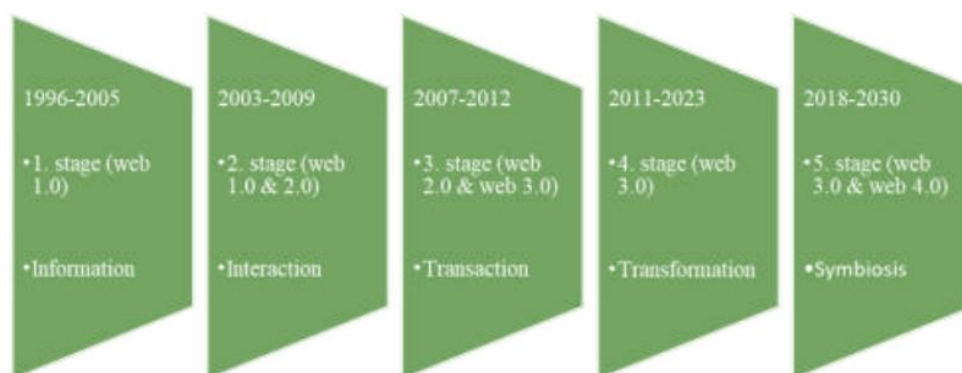 1996-2005
•1. stage (web
1.0)
•Information
2003-2009
•2. stage (web
1.0 & 2.0)
•Interaction
2007-2012
•3. stage (web
2.0 & web 3.0)
•Transaction
2011-2023
•4. stage (web
3.0)
•Transformation
2018-2030
•5. stage (web
3.0 & web 4.0)
•Symbiosis